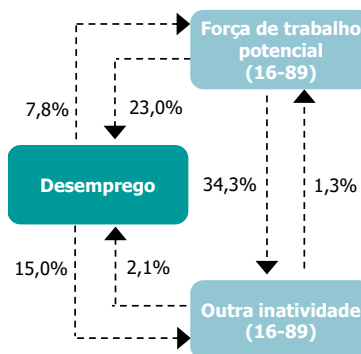 Força de trabalho
potencial
(16-89)
7,8%
23,0%
Desemprego
34,3%
1,3%
15,0%
2,1%
Outra inatividade
(16-89)